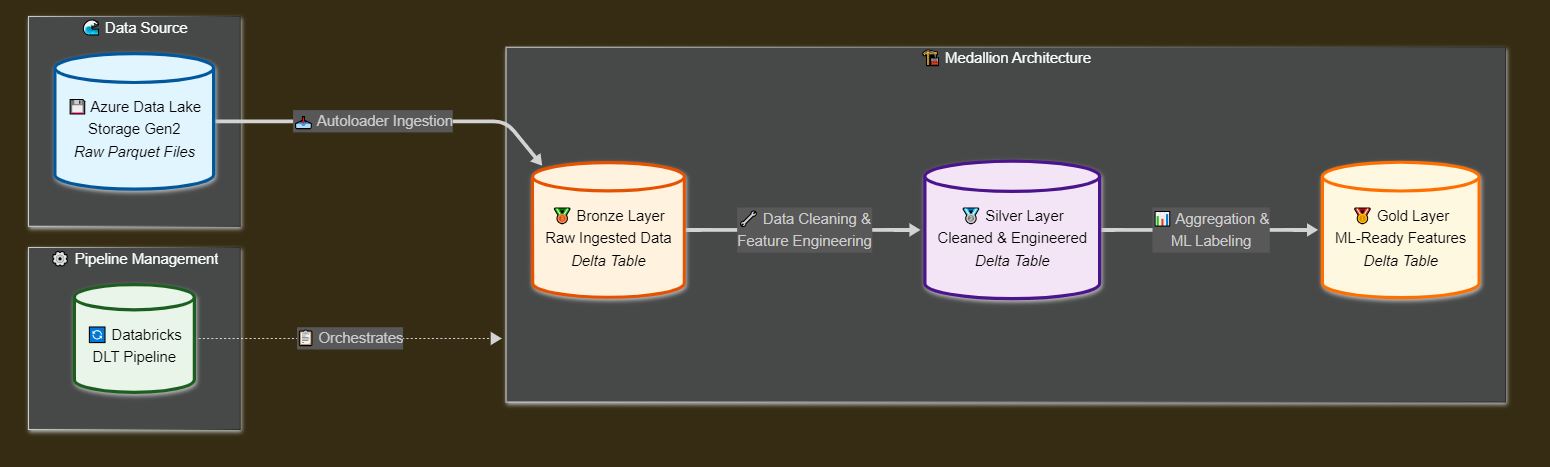 🌊 Data Source
💾 Azure Data Lake
Storage Gen2
Raw Parquet Files
📥 Autoloader Ingestion
⚙️ Pipeline Management
🔄 Databricks
DLT Pipeline
📋 Orchestrates
🏗️ Medallion Architecture
🥉 Bronze Layer
Raw Ingested Data
Delta Table
🔧 Data Cleaning &
Feature Engineering
🥈 Silver Layer
Cleaned & Engineered
Delta Table
📊 Aggregation &
ML Labeling
🥇 Gold Layer
ML-Ready Features
Delta Table